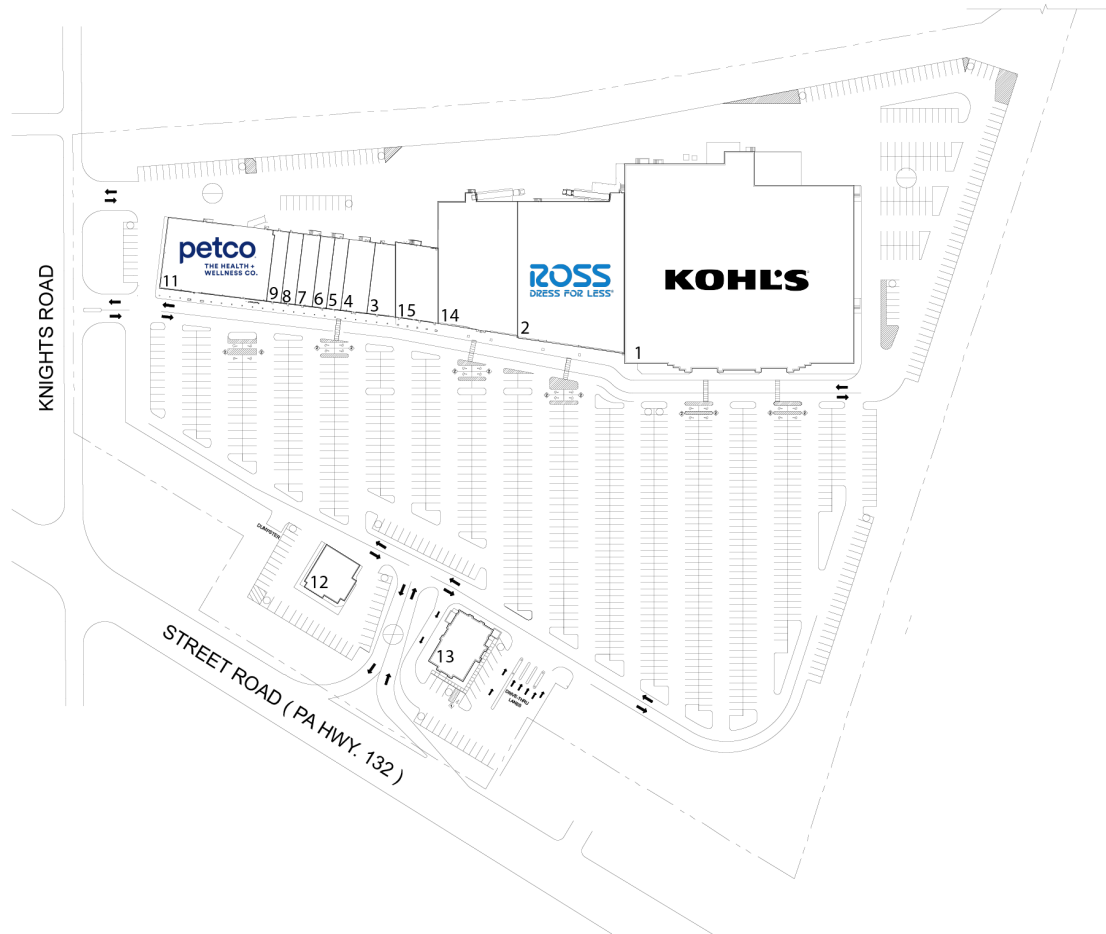 petco
THE HEALTH +
WELLNESS CO.
11
9
8
7
6
5
4
3
15
14
ROSS
DRESS FOR LESS®
2
KOHL'S
1
KNIGHTS ROAD
DUMPSTER
12
13
DRIVE-THRU
LANES
STREET ROAD ( PA HWY. 132 )